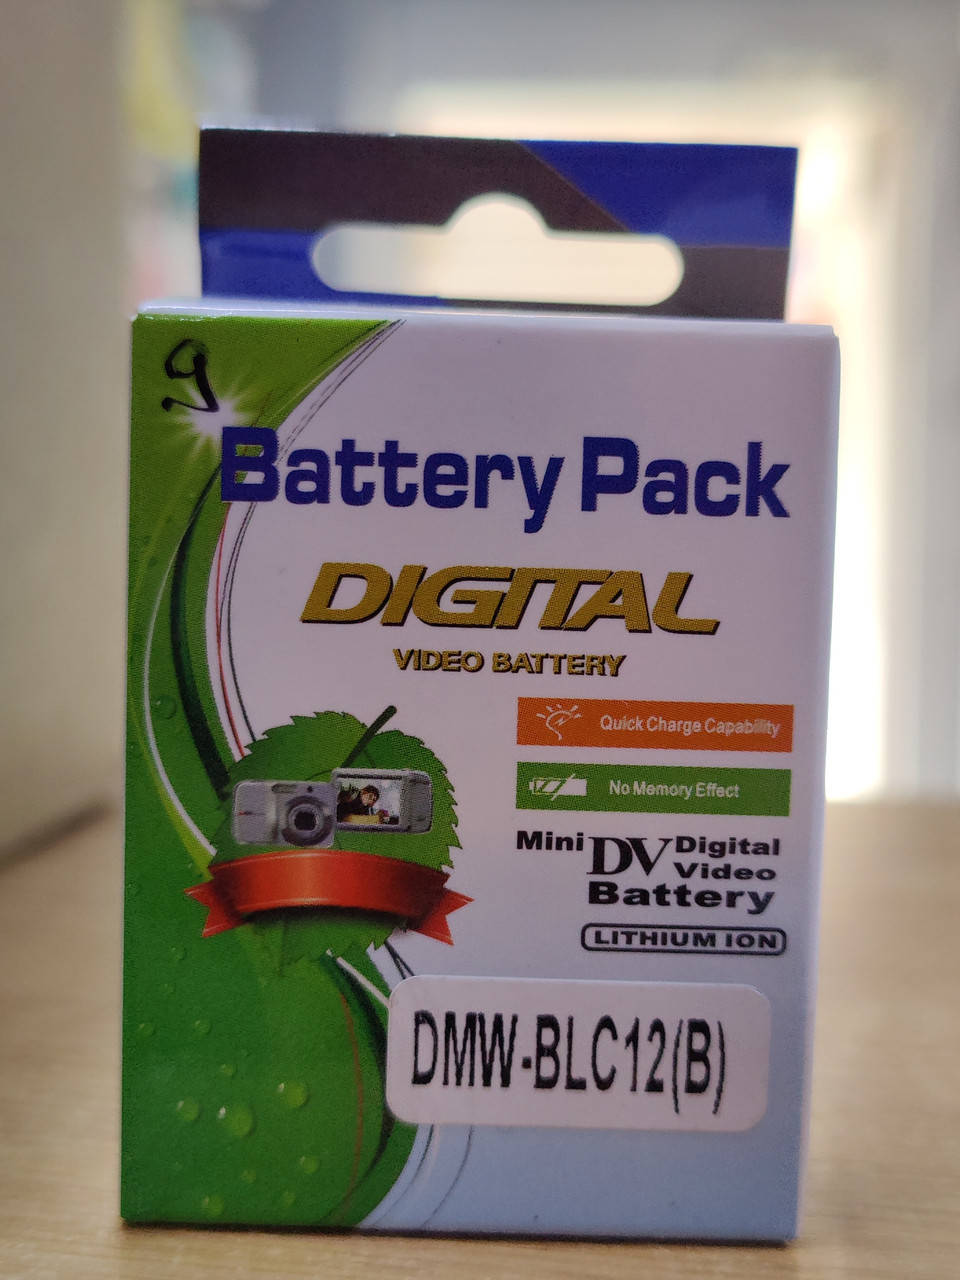 9
Battery Pack
DIGITAL
VIDEO BATTERY
Quick Charge Capability
No Memory Effect
Mini DV Digital Video
Battery
LITHIUM ION
DMW-BLC12(B)